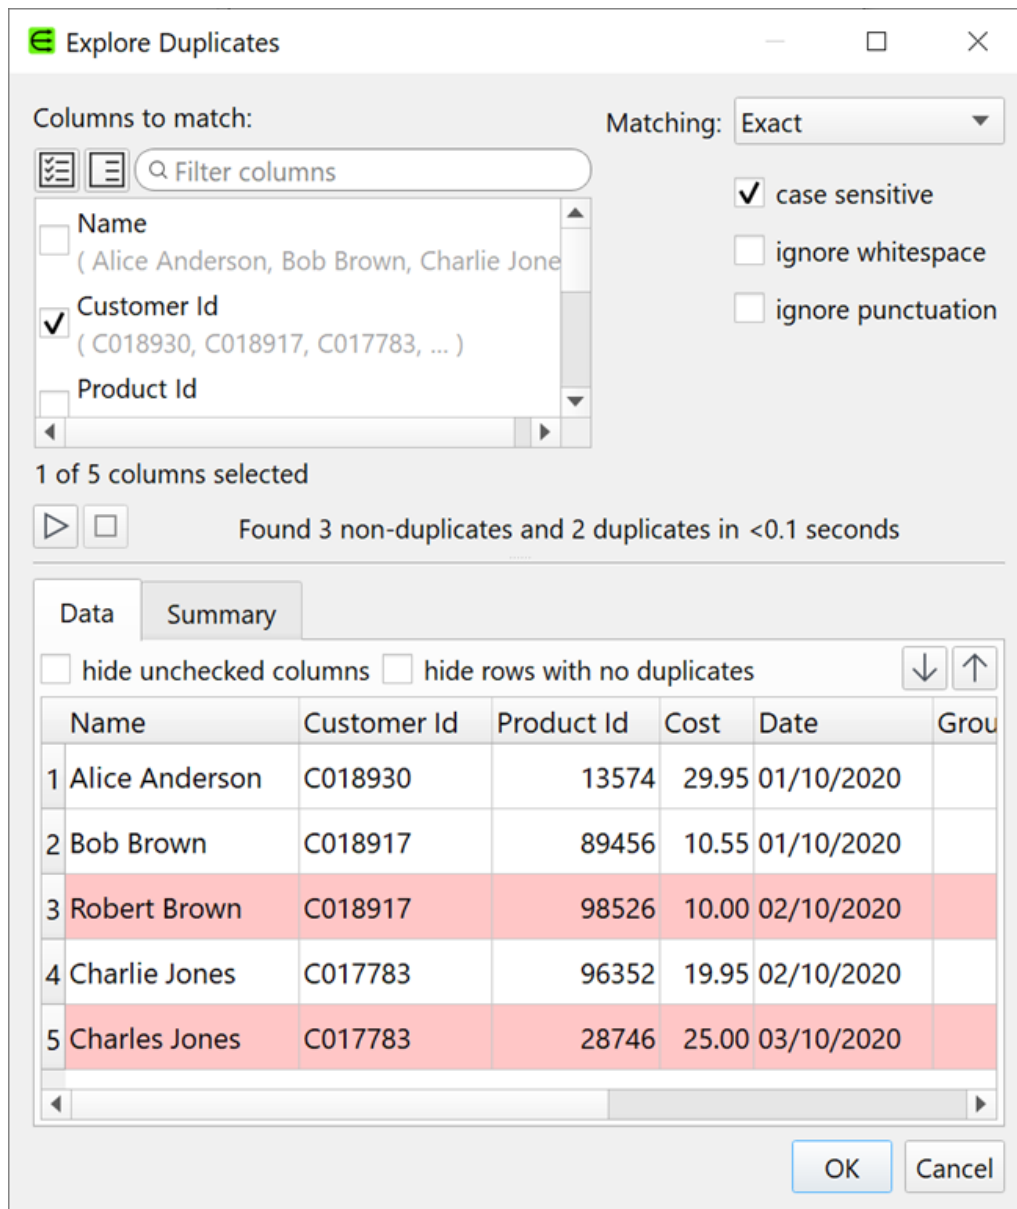 Explore Duplicates
Columns to match:
Matching: Exact
Filter columns
case sensitive
Name
( Alice Anderson, Bob Brown, Charlie Jone
ignore whitespace
Customer Id
( C018930, C018917, C017783, ... )
ignore punctuation
Product Id
1 of 5 columns selected
Found 3 non-duplicates and 2 duplicates in <0.1 seconds
Data Summary
hide unchecked columns hide rows with no duplicates
Name Customer Id Product Id Cost Date Grou
1 Alice Anderson C018930 13574 29.95 01/10/2020
2 Bob Brown C018917 89456 10.55 01/10/2020
3 Robert Brown C018917 98526 10.00 02/10/2020
4 Charlie Jones C017783 96352 19.95 02/10/2020
5 Charles Jones C017783 28746 25.00 03/10/2020
OK Cancel